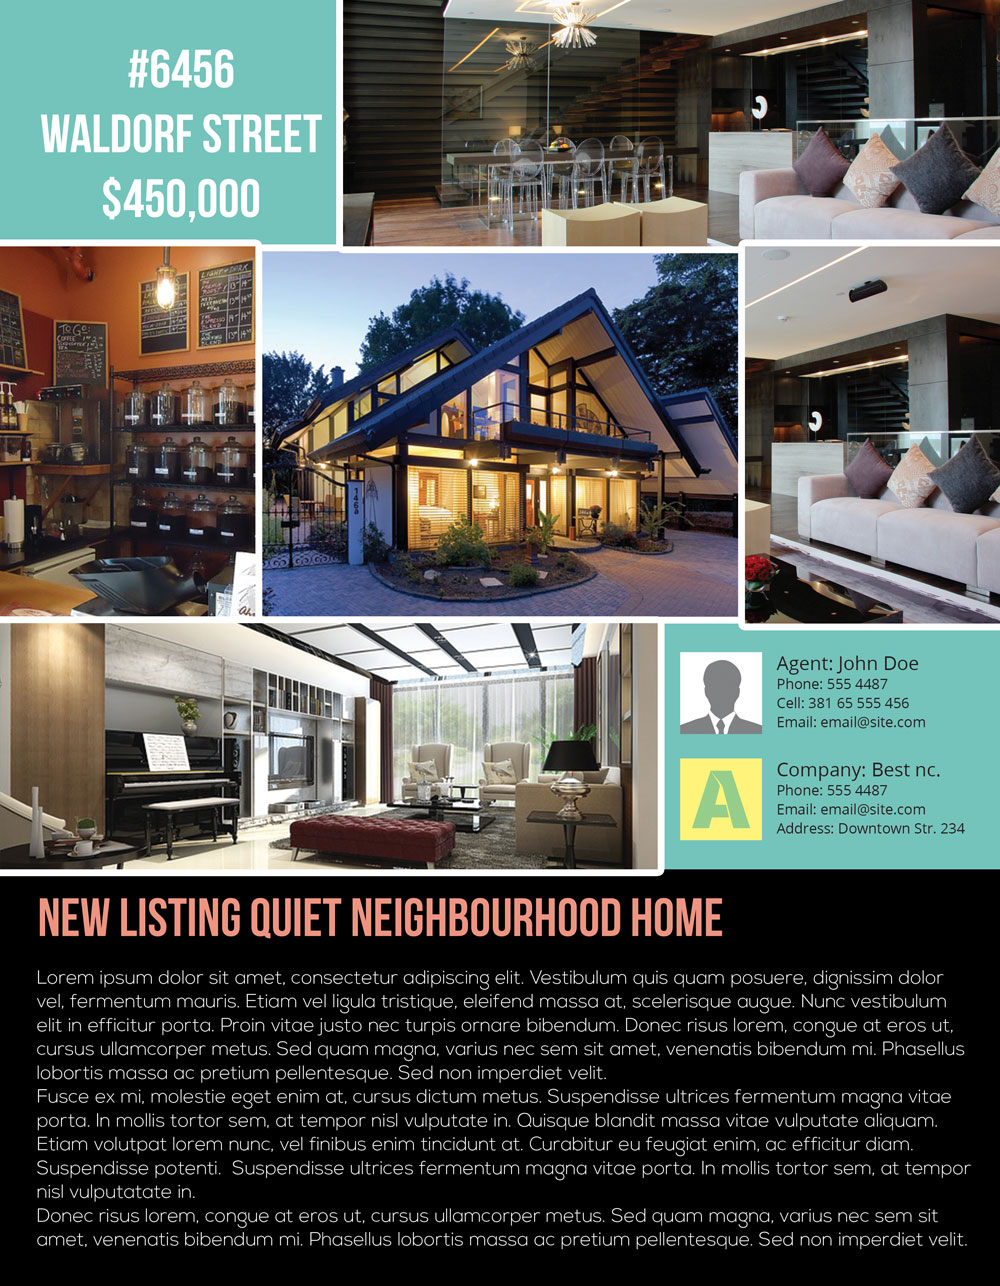 #6456
WALDORF STREET
$450,000
To Go:
COFFEE
LIGHT DARK
146a
Agent: John Doe
Phone: 555 4487
Cell: 381 65 555 456
Email: email@site.com
A
Company: Best nc.
Phone: 555 4487
Email: email@site.com
Address: Downtown Str. 234
NEW LISTING QUIET NEIGHBOURHOOD HOME
Lorem ipsum dolor sit amet, consectetur adipiscing elit. Vestibulum quis quam posuere, dignissim dolor
vel, fermentum mauris. Etiam vel ligula tristique, eleifend massa at, scelerisque augue. Nunc vestibulum
elit in efficitur porta. Proin vitae justo nec turpis ornare bibendum. Donec risus lorem, congue at eros ut,
cursus ullamcorper metus. Sed quam magna, varius nec sem sit amet, venenatis bibendum mi. Phasellus
lobortis massa ac pretium pellentesque. Sed non imperdiet velit.
Fusce ex mi, molestie eget enim at, cursus dictum metus. Suspendisse ultrices fermentum magna vitae
porta. In mollis tortor sem, at tempor nisl vulputate in. Quisque blandit massa vitae vulputate aliquam.
Etiam volutpat lorem nunc, vel finibus enim tincidunt at. Curabitur eu feugiat enim, ac efficitur diam.
Suspendisse potenti.  Suspendisse ultrices fermentum magna vitae porta. In mollis tortor sem, at tempor
nisl vulputatate in.
Donec risus lorem, congue at eros ut, cursus ullamcorper metus. Sed quam magna, varius nec sem sit
amet, venenatis bibendum mi. Phasellus lobortis massa ac pretium pellentesque. Sed non imperdiet velit.